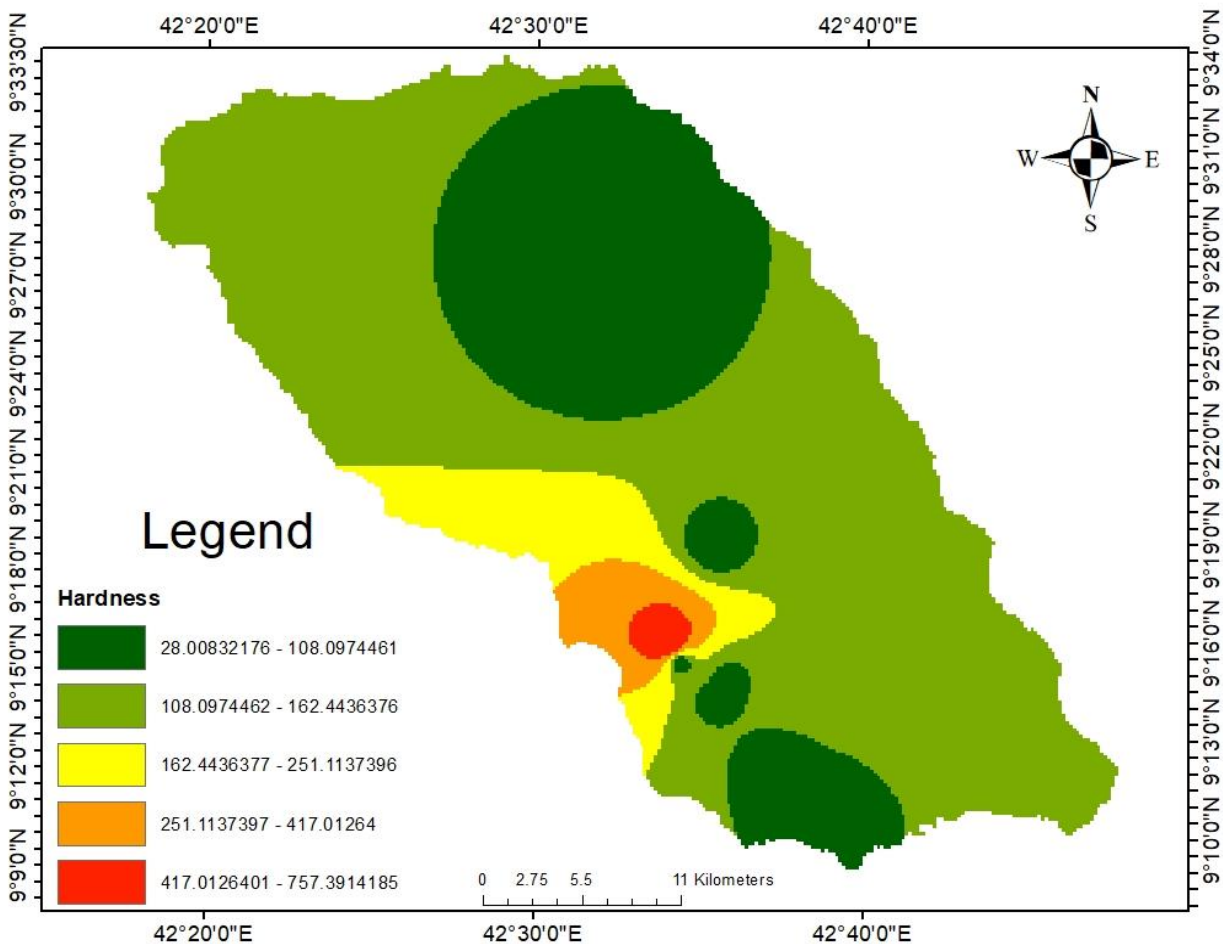 42°20'0"E 42°30'0"E 42°40'0"E
9°33'30"N
9°30'0"N
9°27'0"N
9°24'0"N
9°21'0"N
9°18'0"N
9°15'0"N
9°12'0"N
9°9'0"N
9°34'0"N
9°31'0"N
9°28'0"N
9°25'0"N
9°22'0"N
9°19'0"N
9°16'0"N
9°13'0"N
9°10'0"N
N
W E
S
Legend
Hardness
28.00832176 - 108.0974461
108.0974462 - 162.4436376
162.4436377 - 251.1137396
251.1137397 - 417.01264
417.0126401 - 757.3914185
0 2.75 5.5 11 Kilometers
42°20'0"E 42°30'0"E 42°40'0"E